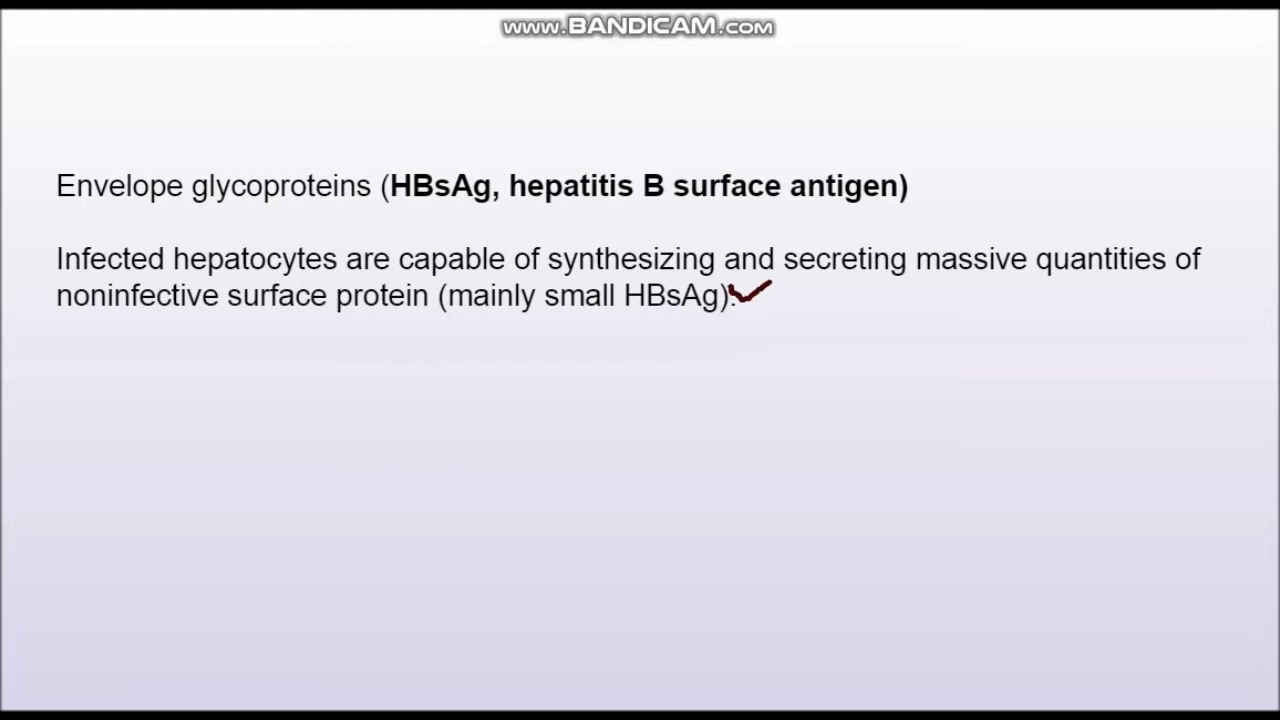 WWW.BANDICAM.COM
Envelope glycoproteins (HBsAg, hepatitis B surface antigen)
Infected hepatocytes are capable of synthesizing and secreting massive quantities of
noninfective surface protein (mainly small HBsAg).